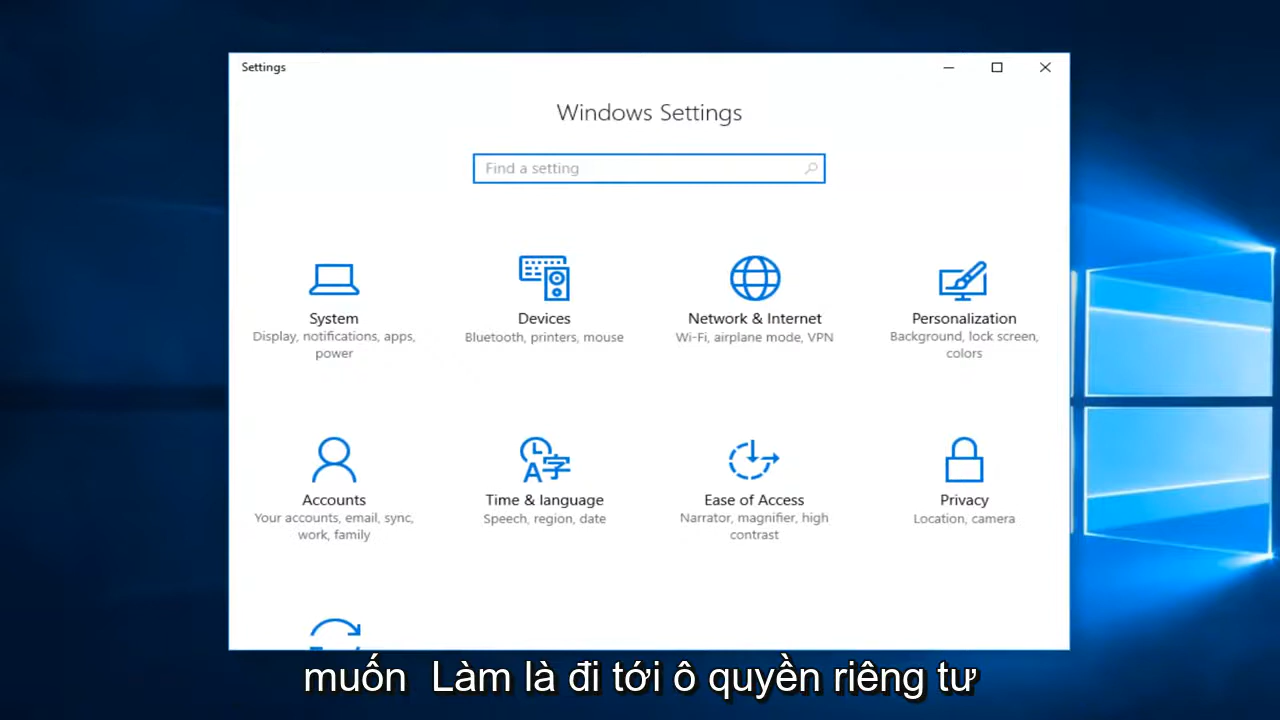 Settings
Windows Settings
Find a setting
System
Display, notifications, apps,
power
Devices
Bluetooth, printers, mouse
Network & Internet
Wi-Fi, airplane mode, VPN
Personalization
Background, lock screen,
colors
Accounts
Your accounts, email, sync,
work, family
Time & language
Speech, region, date
Ease of Access
Narrator, magnifier, high
contrast
Privacy
Location, camera
muốn Làm là đi tới ô quyền riêng tư